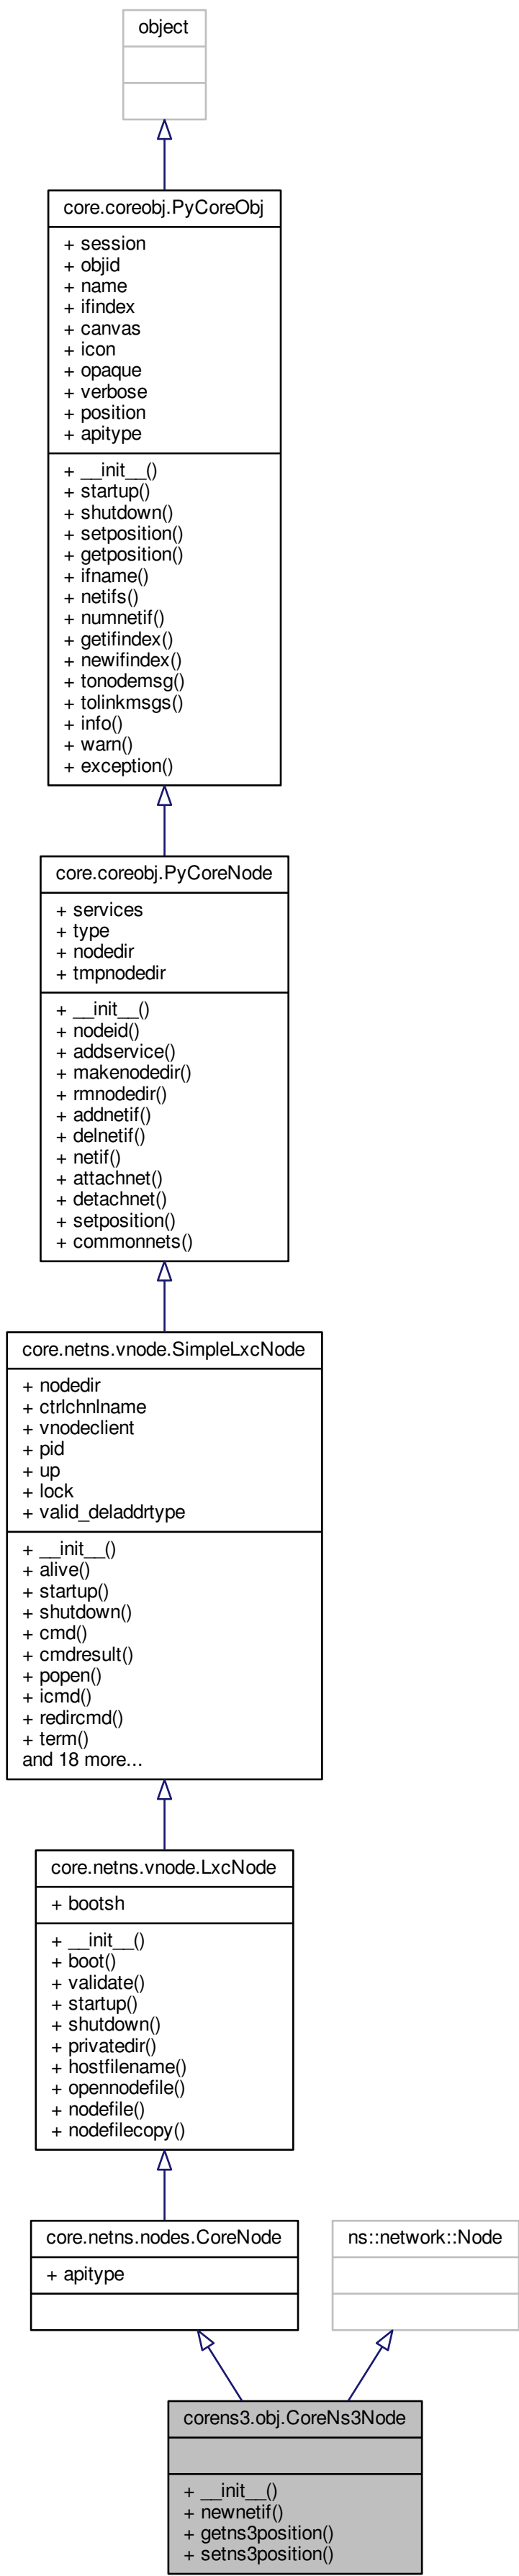 object
core.coreobj.PyCoreObj
+ session
+ objid
+ name
+ ifindex
+ canvas
+ icon
+ opaque
+ verbose
+ position
+ apitype
+ __init__()
+ startup()
+ shutdown()
+ setposition()
+ getposition()
+ ifname()
+ netifs()
+ numnetif()
+ getifindex()
+ newifindex()
+ tonodemsg()
+ tolinkmsgs()
+ info()
+ warn()
+ exception()
core.coreobj.PyCoreNode
+ services
+ type
+ nodedir
+ tmpnodedir
+ __init__()
+ nodeid()
+ addservice()
+ makenodedir()
+ rmnodedir()
+ addnetif()
+ delnetif()
+ netif()
+ attachnet()
+ detachnet()
+ setposition()
+ commonnets()
core.netns.vnode.SimpleLxcNode
+ nodedir
+ ctrlchnlname
+ vnodeclient
+ pid
+ up
+ lock
+ valid_deladdrtype
+ __init__()
+ alive()
+ startup()
+ shutdown()
+ cmd()
+ cmdresult()
+ popen()
+ icmd()
+ redircmd()
+ term()
and 18 more...
core.netns.vnode.LxcNode
+ bootsh
+ __init__()
+ boot()
+ validate()
+ startup()
+ shutdown()
+ privatedir()
+ hostfilename()
+ opennodefile()
+ nodefile()
+ nodefilecopy()
core.netns.nodes.CoreNode
+ apitype
ns::network::Node
corens3.obj.CoreNs3Node
+ __init__()
+ newnetif()
+ getns3position()
+ setns3position()